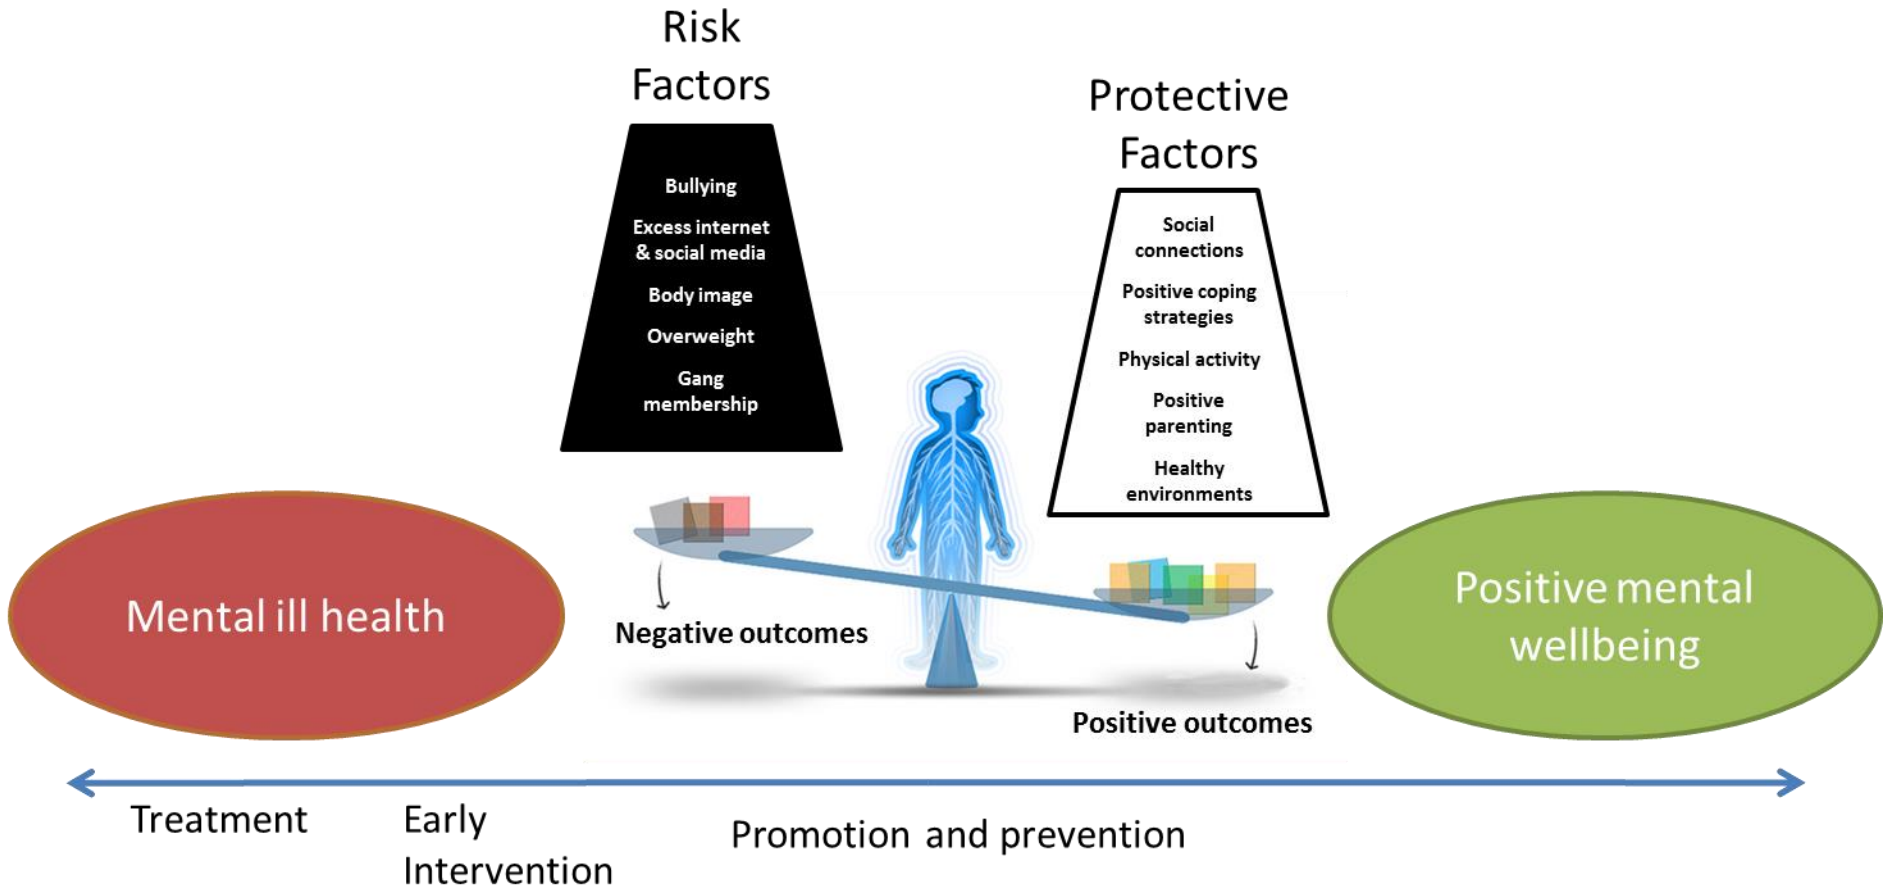 Risk
Factors
Bullying
Excess internet
& social media
Body image
Overweight
Gang
membership
Protective
Factors
Social
connections
Positive coping
strategies
Physical activity
Positive
parenting
Healthy
environments
Mental ill health
Negative outcomes
Positive outcomes
Positive mental
wellbeing
Treatment
Early
Intervention
Promotion and prevention